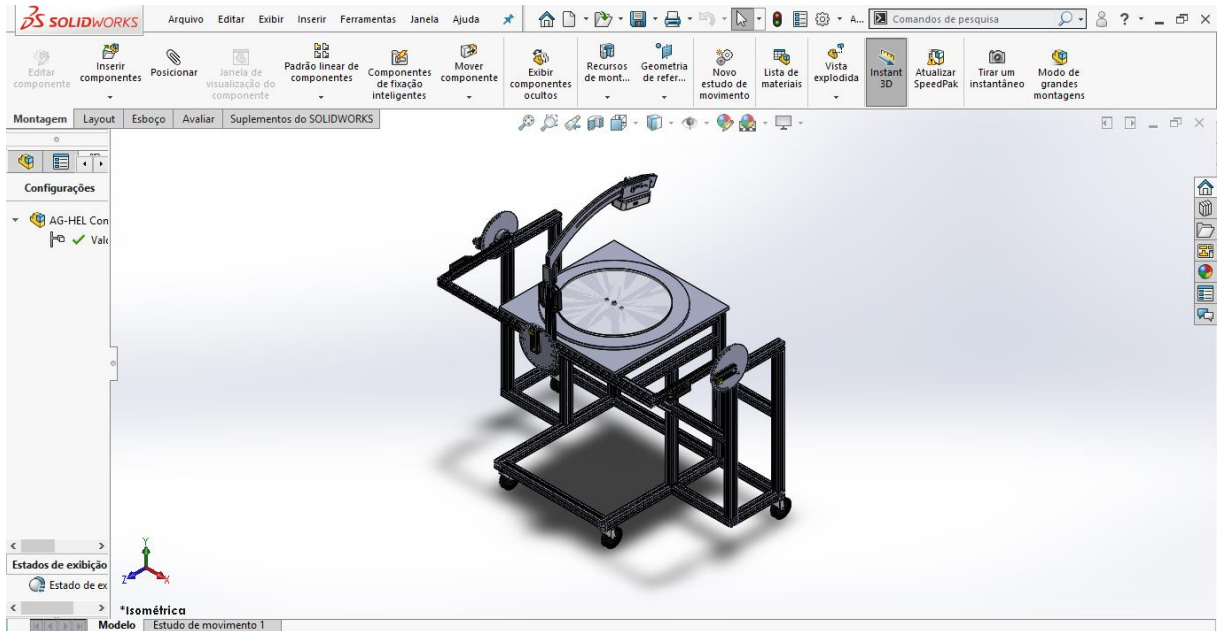 SOLIDWORKS Arquivo Editar Exibir Inserir Ferramentas Janela Ajuda A... Comandos de pesquisa ?
Editar componente
Inserir componentes
Posicionar
Janela de visualização do componente
Padrão linear de componentes
Componentes de fixação inteligentes
Mover componente
Exibir componentes ocultos
Recursos de mont...
Geometria de refer...
Novo estudo de movimento
Lista de materiais
Vista explodida
Instant 3D
Atualizar SpeedPak
Tirar um instantâneo
Modo de grandes montagens
Montagem Layout Esboço Avaliar Suplementos do SOLIDWORKS
Configurações
AG-HEL Con
Valo
Estados de exibição
Estado de ex
Y
Z X
*Isométrica
Modelo Estudo de movimento 1